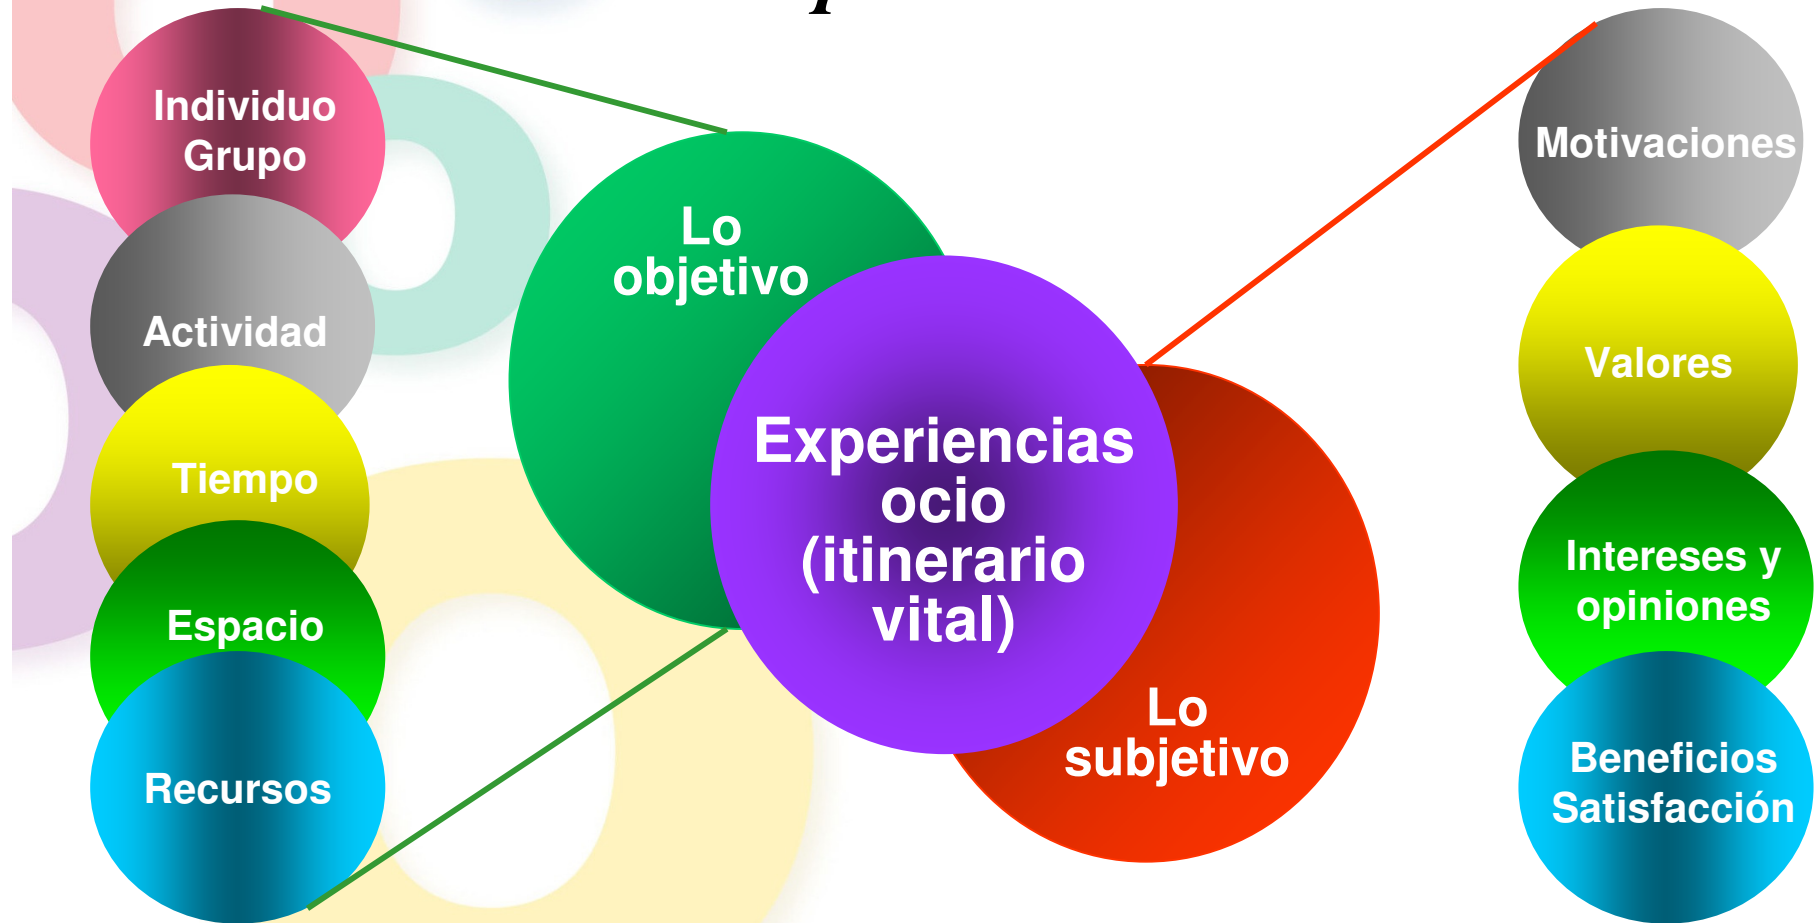 Individuo
Grupo
Actividad
Tiempo
Espacio
Recursos
Lo
objetivo
Experiencias
ocio
(itinerario
vital)
Lo
subjetivo
Motivaciones
Valores
Intereses y
opiniones
Beneficios
Satisfacción